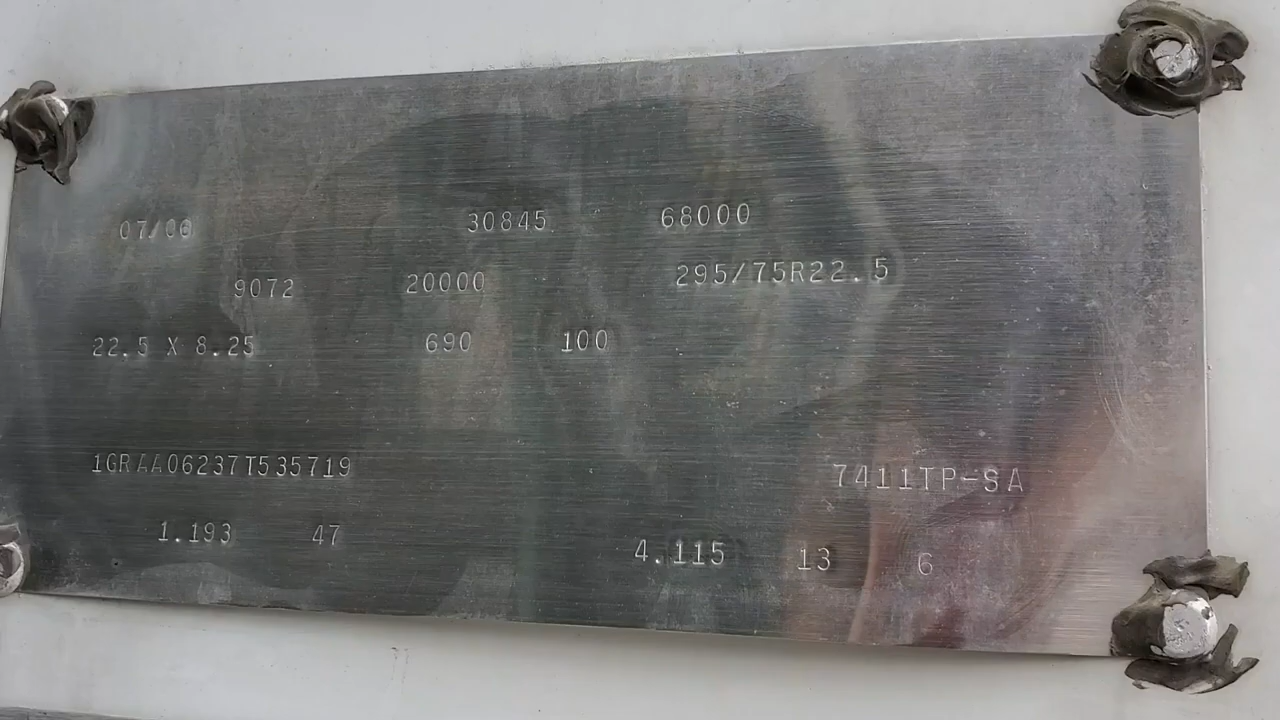 07/06 30845 68000
9072 20000 295/75R22.5
22.5 X 8.25 690 100
1GRAA06237T535719 7411TP-SA
1.193 47 4.115 13 6